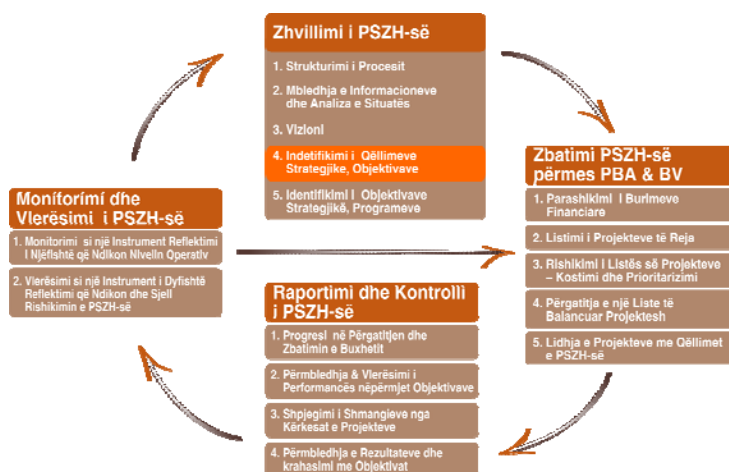 Zhvillimi i PSZH-së
1. Strukturimi i Procesit
2. Mbledhja e Informacioneve
dhe Analiza e Situatës
3. Vizioni
4. Indetifikimi i Qëllimeve
Strategjike, Objektivave
5. Identifikimi i Objektivave
Strategjikë, Programeve
Zbatimi PSZH-së
përmes PBA & BV
1. Parashikimi i Burimeve
Financiare
2. Listimi i Projekteve të Reja
3. Rishikimi i Listës së Projekteve
– Kostimi dhe Prioritarizimi
4. Përgatitja e një Liste të
Balancuar Projektesh
5. Lidhja e Projekteve me Qëllimet
e PSZH-së
Raportimi dhe Kontrolli
i PSZH-së
1. Progresi në Përgatitjen dhe
Zbatimin e Buxhetit
2. Përmbledhja & Vlerësimi i
Performancës nëpërmjet Objektivave
3. Shpjegimi i Shmangieve nga
Kërkesat e Projekteve
4. Përmbledhja e Rezultateve dhe
krahasimi me Objektivat
Monitorimi dhe
Vlerësimi i PSZH-së
1. Monitorimi si një Instrument Reflektimi
i Njëfishtë që Ndikon Nivelin Operativ
2. Vlerësimi si një Instrument i Dyfishtë
Reflektimi që Ndikon dhe Sjell
Rishikimin e PSZH-së